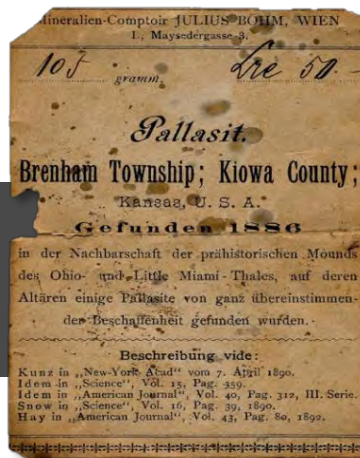 Mineralien-Comptoir JULIUS BÖHM, WIEN
I., Maysedergasse 3.
105 gramm. Lre 50.-
Pallasit.
Brenham Township; Kiowa County;
Kansas, U. S. A.
Gefunden 1886
in der Nachbarschaft der prähistorischen Mounds
des Ohio- und Little Miami-Thales, auf deren
Altären einige Pallasite von ganz übereinstimmen-
der Beschaffenheit gefunden wurden.
Beschreibung vide:
Kunz in „New-York Acad“ vom 7. April 1890.
Idem in „Science“, Vol. 15, Pag. 359.
Idem in „American Journal“, Vol. 40, Pag. 312, III. Serie.
Snow in „Science“, Vol. 16, Pag. 39, 1890.
Hay in „American Journal“, Vol. 43, Pag. 80, 1892.